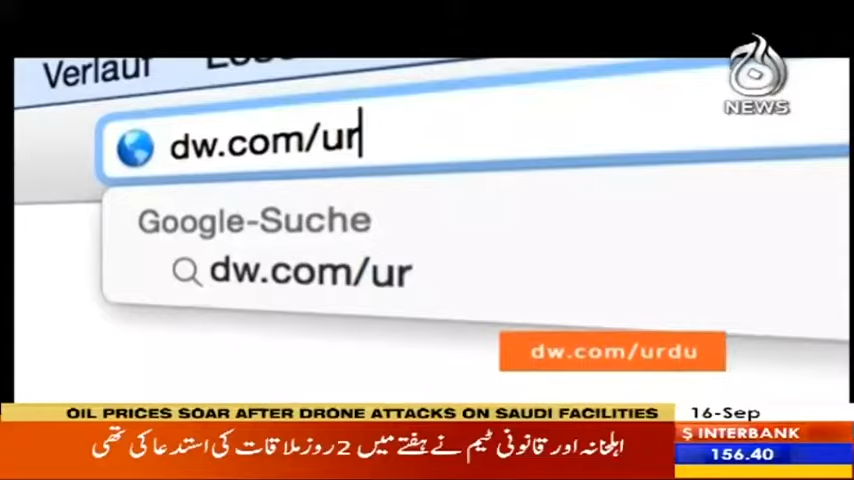 Verlauf
NEWS
dw.com/ur
Google-Suche
dw.com/ur
dw.com/urdu
OIL PRICES SOAR AFTER DRONE ATTACKS ON SAUDI FACILITIES
16-Sep
$ INTERBANK
اہلخانہ اور قانونی ٹیم نے ہفتے میں 2 روز ملاقات کی استدعا کی تھی
156.40